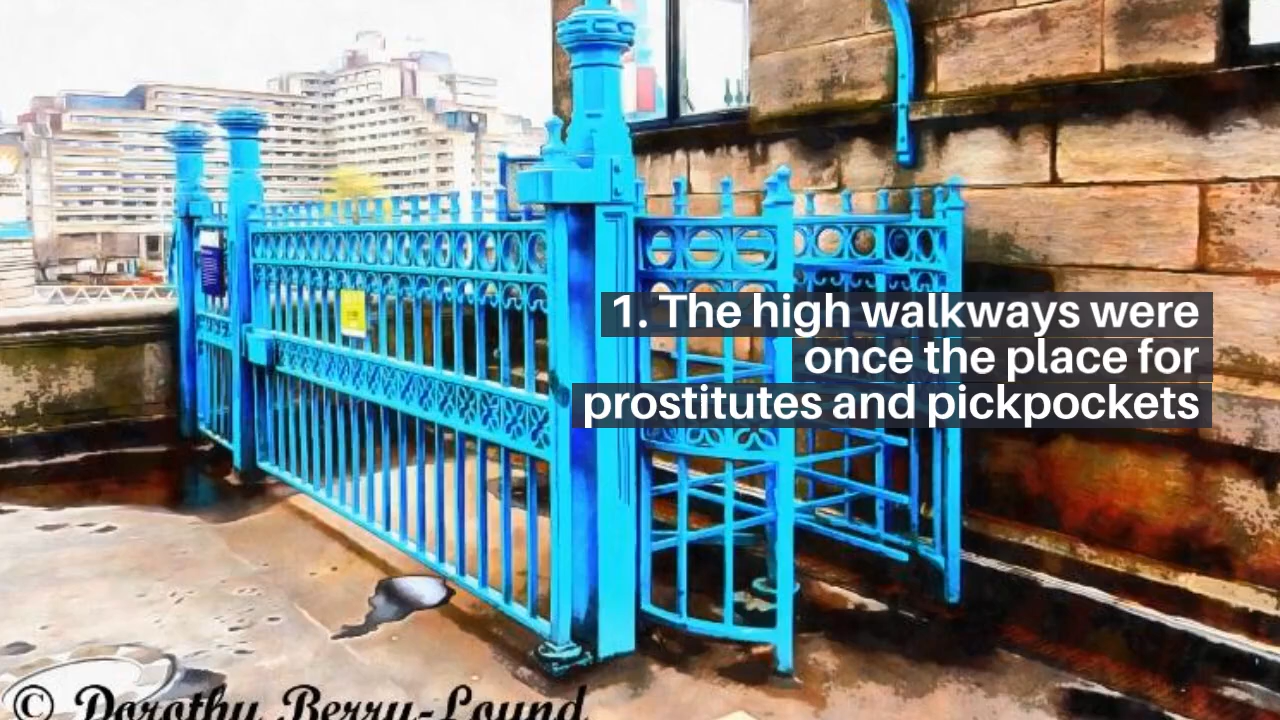 1. The high walkways were
once the place for
prostitutes and pickpockets
© Dorothy Berry-Lound